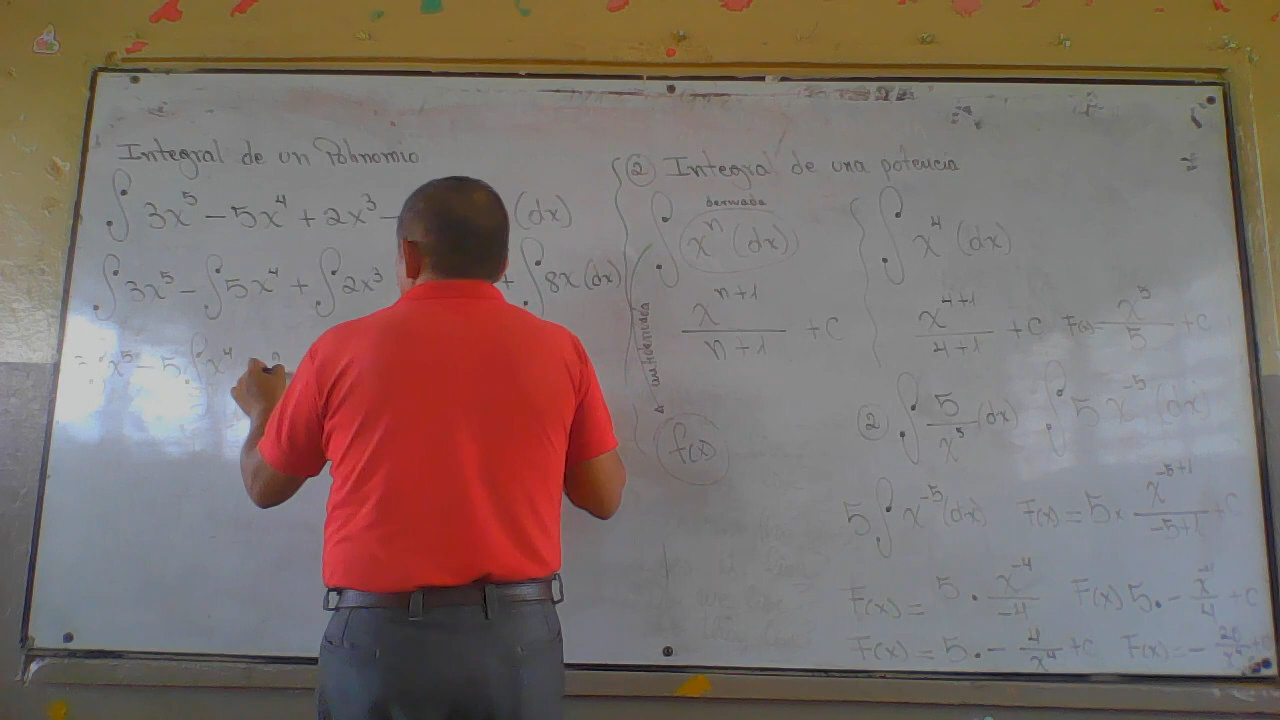 Integral de un Polinomio
∫ 3x⁵ - 5x⁴ + 2x³ - (dx)
∫ 3x⁵ - ∫ 5x⁴ + ∫ 2x³ + ∫ 8x (dx)
x⁵ - 5 ∫ x⁴
② Integral de una potencia
derivada
∫ xⁿ (dx)
xⁿ⁺¹/n+1 + C
antiderivada
f(x)
∫ x⁴ (dx)
x⁴⁺¹/4+1 + C F(x)= x⁵/5 + C
② ∫ 5/x⁵ (dx) ∫ 5x⁻⁵ (dx)
5 ∫ x⁻⁵ (dx) F(x) = 5x x⁻⁵⁺¹/-5+1 + C
F(x) = 5 · x⁻⁴/-4 F(x) 5 · - /4 + C
F(x) = 5 · - 4/x⁴ + C F(x) = - 20/x⁴